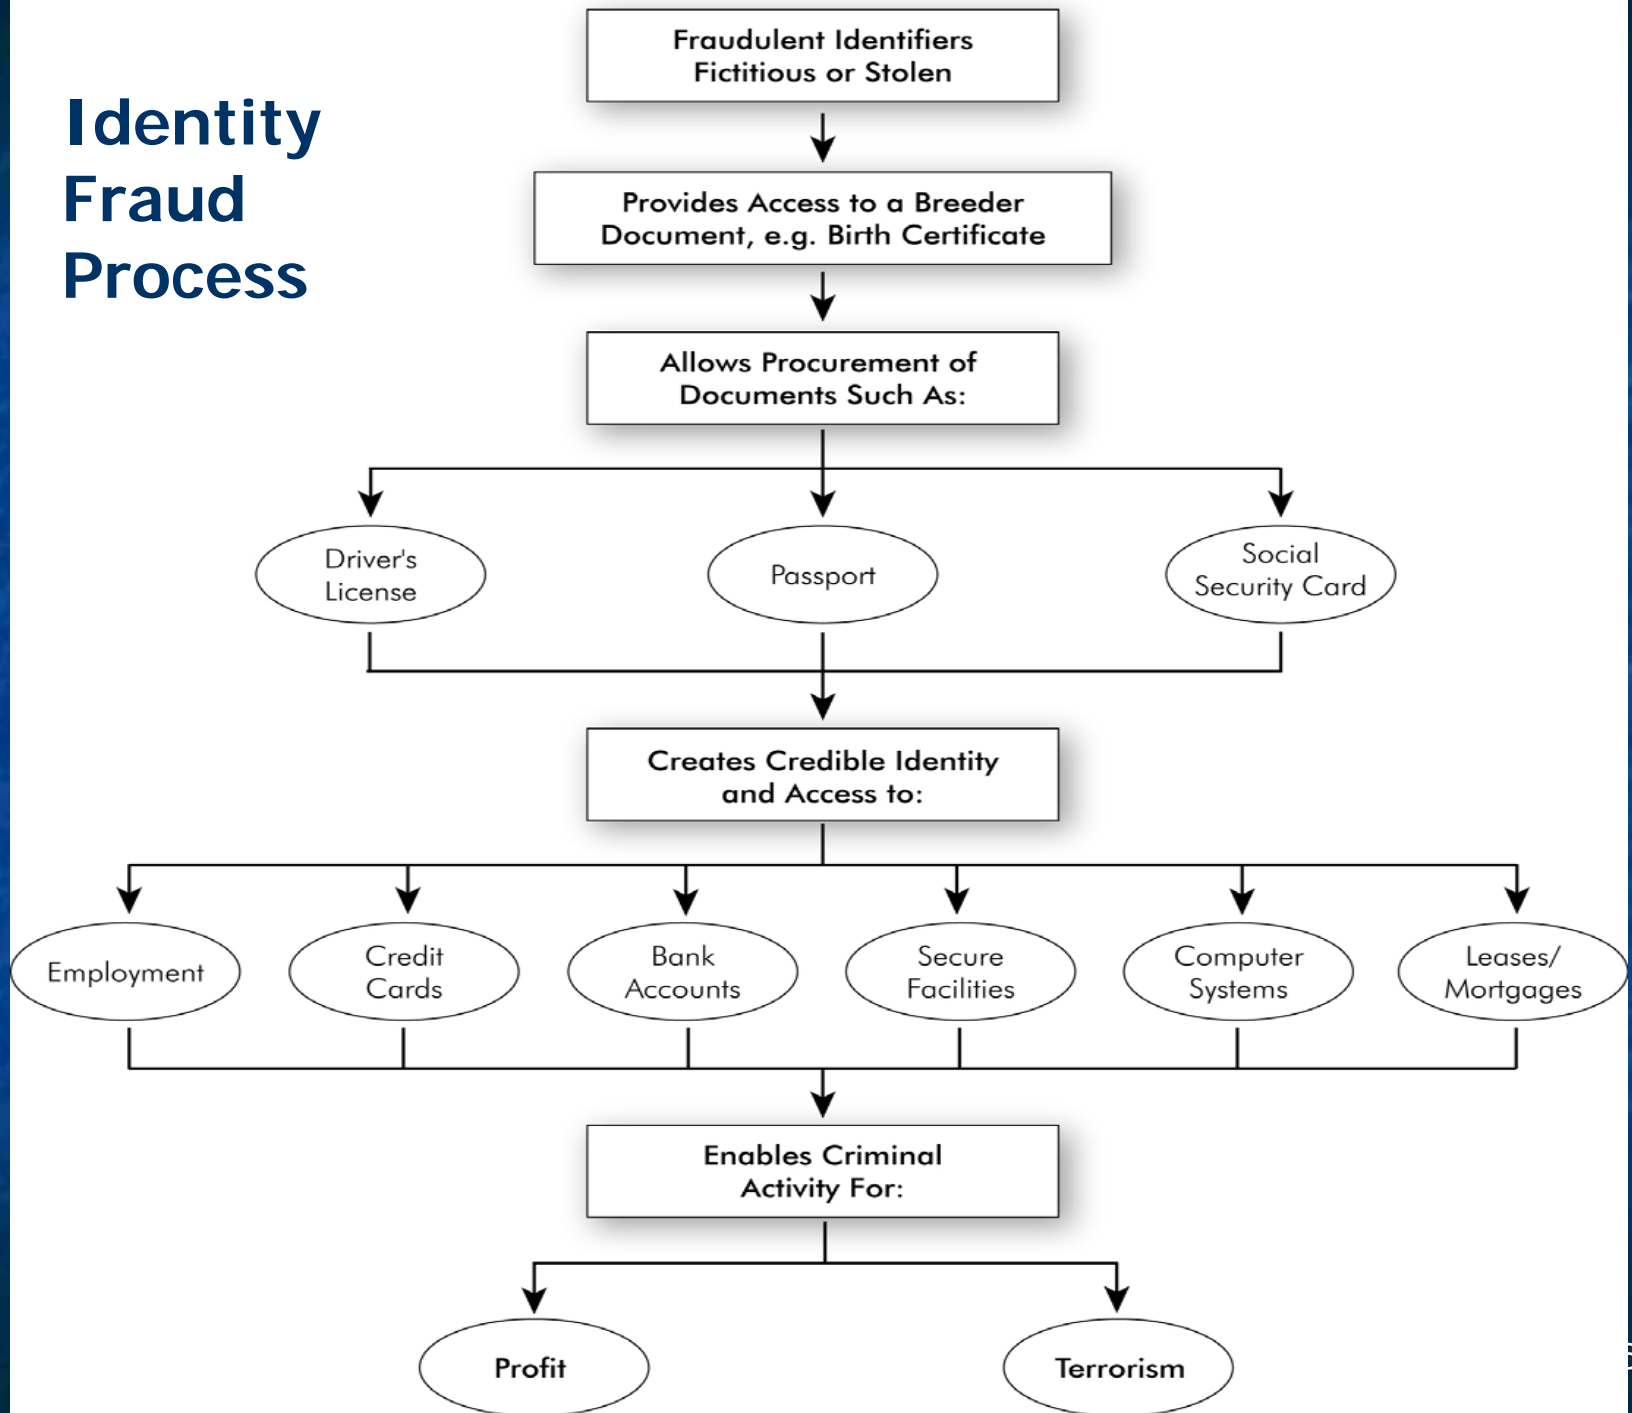 Identity
Fraud
Process
Fraudulent Identifiers
Fictitious or Stolen
Provides Access to a Breeder
Document, e.g. Birth Certificate
Allows Procurement of
Documents Such As:
Driver's
License
Passport
Social
Security Card
Creates Credible Identity
and Access to:
Employment
Credit
Cards
Bank
Accounts
Secure
Facilities
Computer
Systems
Leases/
Mortgages
Enables Criminal
Activity For:
Profit
Terrorism